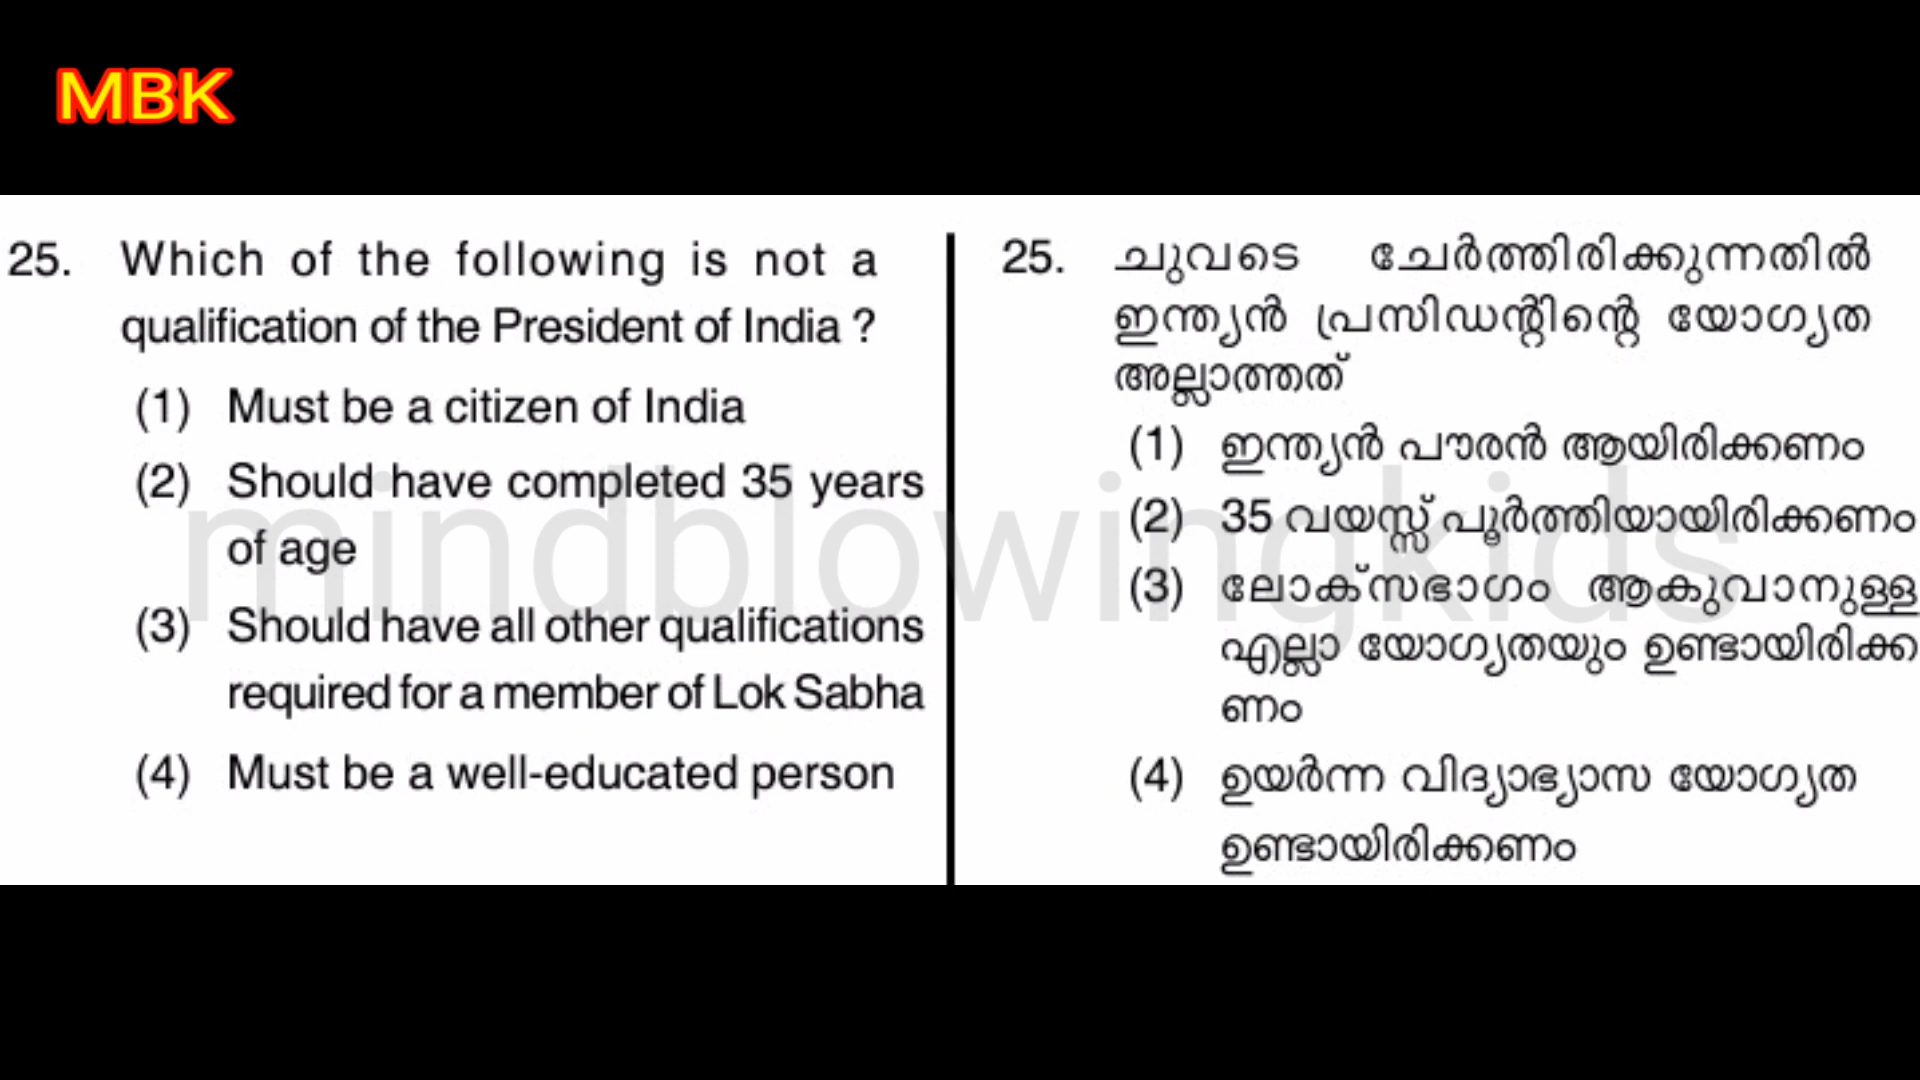 MBK
25. Which of the following is not a
qualification of the President of India ?
(1) Must be a citizen of India
(2) Should have completed 35 years
of age
(3) Should have all other qualifications
required for a member of Lok Sabha
(4) Must be a well-educated person
25. ചുവടെ ചേർത്തിരിക്കുന്നതിൽ
ഇന്ത്യൻ പ്രസിഡന്റിന്റെ യോഗ്യത
അല്ലാത്തത്
(1) ഇന്ത്യൻ പൗരൻ ആയിരിക്കണം
(2) 35 വയസ്സ് പൂർത്തിയായിരിക്കണം
(3) ലോക്സഭാഗം ആകുവാനുള്ള
എല്ലാ യോഗ്യതയും ഉണ്ടായിരിക്ക
ണം
(4) ഉയർന്ന വിദ്യാഭ്യാസ യോഗ്യത
ഉണ്ടായിരിക്കണം
mindblowingkids